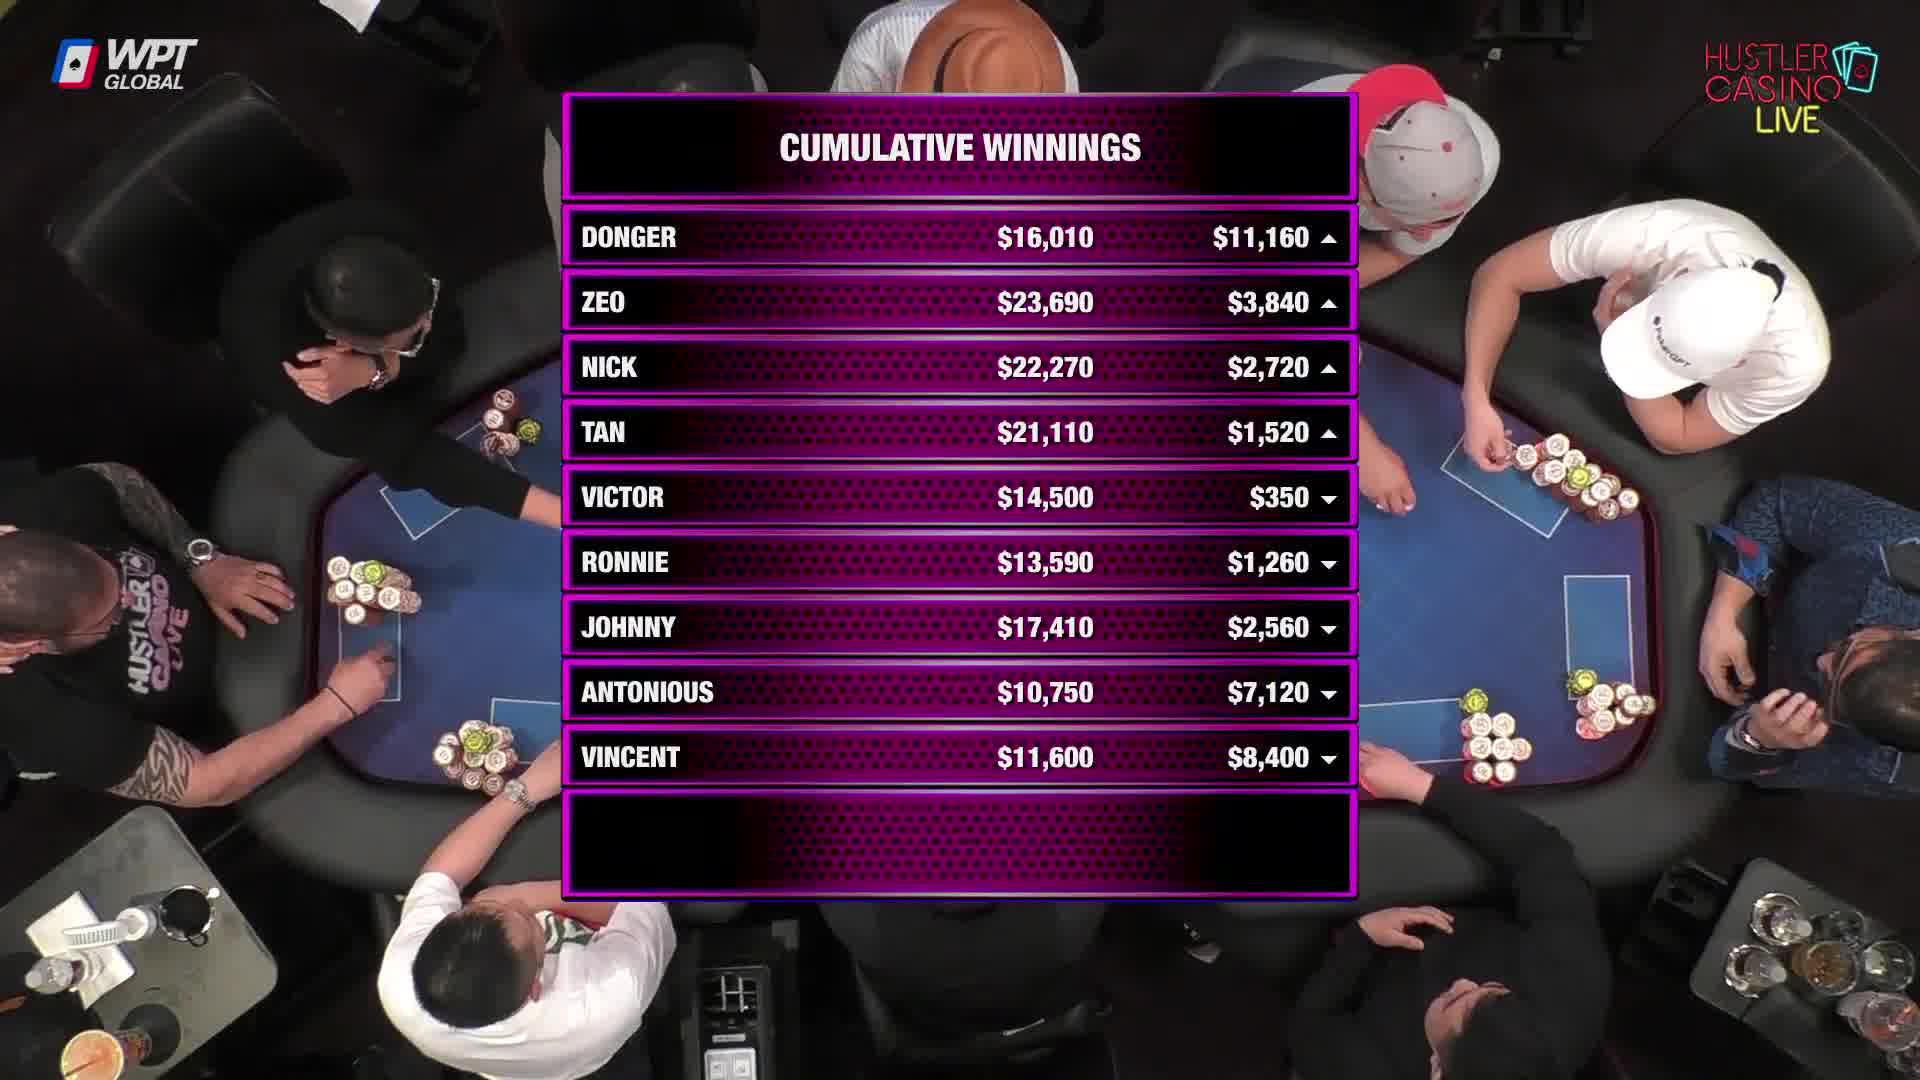 WPT
GLOBAL
HUSTLER
CASINO
LIVE
CUMULATIVE WINNINGS
DONGER $16,010 $11,160 ▲
ZEO $23,690 $3,840 ▲
NICK $22,270 $2,720 ▲
TAN $21,110 $1,520 ▲
VICTOR $14,500 $350 ▼
RONNIE $13,590 $1,260 ▼
JOHNNY $17,410 $2,560 ▼
ANTONIOUS $10,750 $7,120 ▼
VINCENT $11,600 $8,400 ▼
HUSTLER
CASINO
LIVE